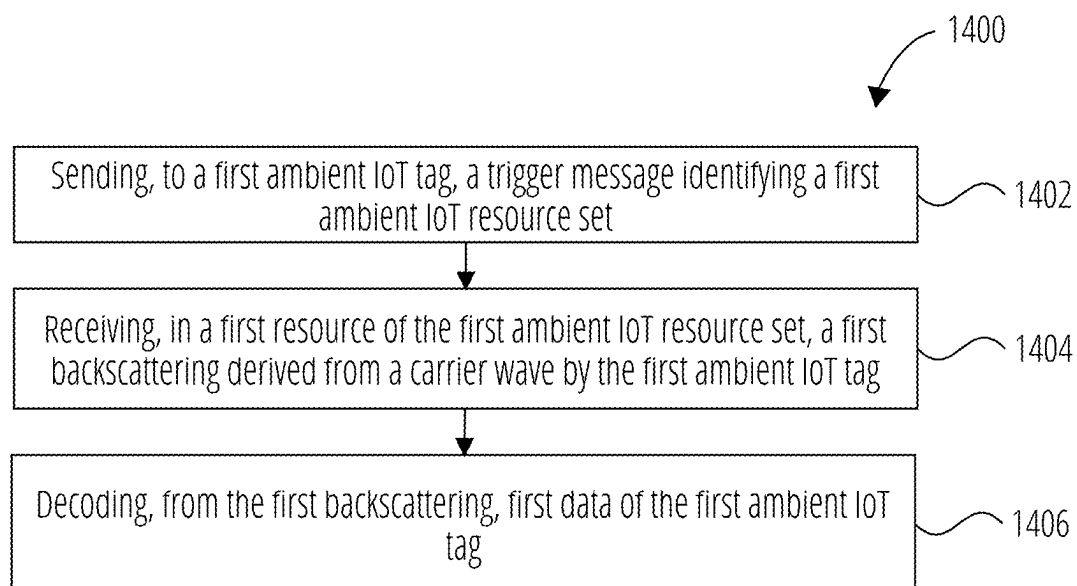 1400
Sending, to a first ambient IoT tag, a trigger message identifying a first
ambient IoT resource set
1402
Receiving, in a first resource of the first ambient IoT resource set, a first
backscattering derived from a carrier wave by the first ambient IoT tag
1404
Decoding, from the first backscattering, first data of the first ambient IoT
tag
1406